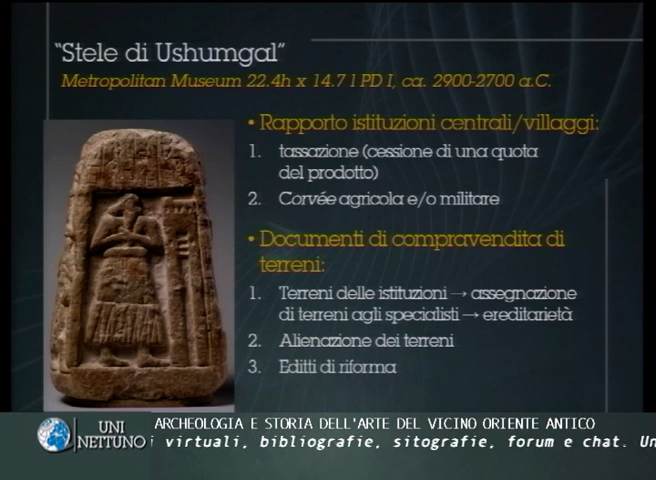 "Stele di Ushumgal"
Metropolitan Museum 22.4h x 14.7 l PD I, ca. 2900-2700 a.C.
• Rapporto istituzioni centrali/villaggi:
1. tassazione (cessione di una quota
del prodotto)
2. Corvée agricola e/o militare
• Documenti di compravendita di
terreni:
1. Terreni delle istituzioni → assegnazione
di terreni agli specialisti → ereditarietà
2. Alienazione dei terreni
3. Editti di riforma
UNI
NETTUNO
ARCHEOLOGIA E STORIA DELL'ARTE DEL VICINO ORIENTE ANTICO
i virtuali, bibliografie, sitografie, forum e chat. Un